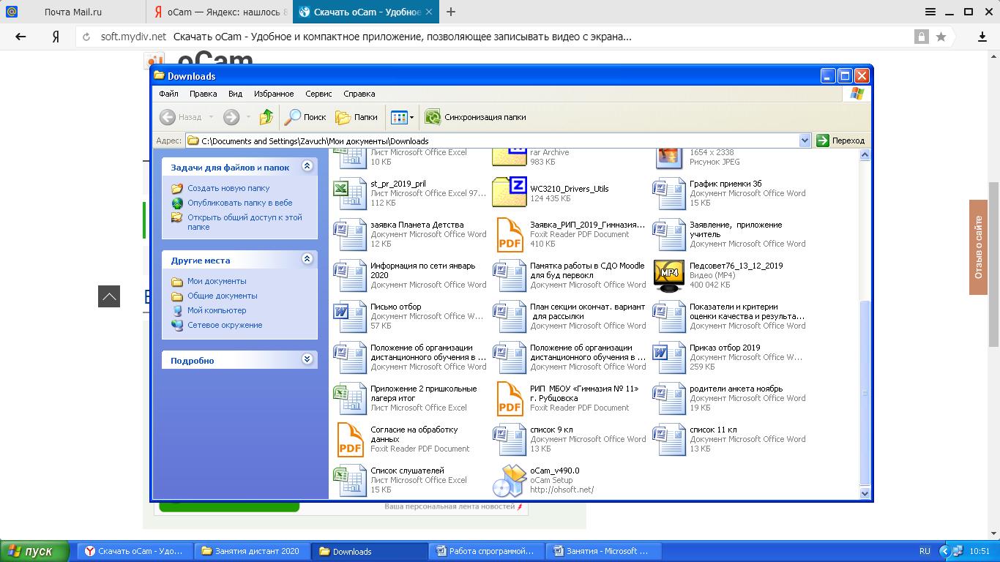 Почта Mail.ru
oCam — Яндекс: нашлось 8
Скачать oCam - Удобное
soft.mydiv.net Скачать oCam - Удобное и компактное приложение, позволяющее записывать видео с экрана...
oCam
Downloads
Файл Правка Вид Избранное Сервис Справка
Назад Поиск Папки Синхронизация папки
Адрес: C:\Documents and Settings\Zavuch\Мои документы\Downloads Переход
Задачи для файлов и папок
Создать новую папку
Опубликовать папку в вебе
Открыть общий доступ к этой
папке
Другие места
Мои документы
Общие документы
Мой компьютер
Сетевое окружение
Подробно
Лист Microsoft Office Excel
10 КБ
rar Archive
983 КБ
1654 x 2338
Рисунок JPEG
st_pr_2019_pril
Лист Microsoft Office Excel 97...
112 КБ
WC3210_Drivers_Utils
124 435 КБ
График приемки 3б
Документ Microsoft Office Word
15 КБ
заявка Планета Детства
Документ Microsoft Office Word
12 КБ
Заявка_РИП_2019_Гимназия...
Foxit Reader PDF Document
410 КБ
Заявление, приложение
учитель
Документ Microsoft Office Word
Информация по сети январь
2020
Документ Microsoft Office Word
Памятка работы в СДО Moodle
для буд первокл
Документ Microsoft Office Word
MP4
Педсовет76_13_12_2019
Видео (MP4)
400 042 КБ
Письмо отбор
Документ Microsoft Office W...
57 КБ
План секции окончат. вариант
для рассылки
Документ Microsoft Office Word
Показатели и критерии
оценки качества и результа...
Документ Microsoft Office Word
Положение об организации
дистанционного обучения в ...
Документ Microsoft Office Word
Положение об организации
дистанционного обучения в ...
Документ Microsoft Office Word
Приказ отбор 2019
Документ Microsoft Office W...
259 КБ
Приложение 2 пришкольные
лагеря итог
Лист Microsoft Office Excel
PDF
РИП_МБОУ «Гимназия № 11»
г. Рубцовска
Foxit Reader PDF Document
родители анкета ноябрь
Документ Microsoft Office Word
19 КБ
PDF
Согласие на обработку
данных
Foxit Reader PDF Document
список 9 кл
Документ Microsoft Office Word
13 КБ
список 11 кл
Документ Microsoft Office Word
13 КБ
Список слушателей
Лист Microsoft Office Excel
15 КБ
oCam_v490.0
oCam Setup
http://ohsoft.net/
Отзыв о сайте
Ваша персональная лента новостей
пуск
Скачать oCam - Удо...
Занятия дистант 2020
Downloads
Работа спрограммой...
Занятия - Microsoft ...
RU
10:51